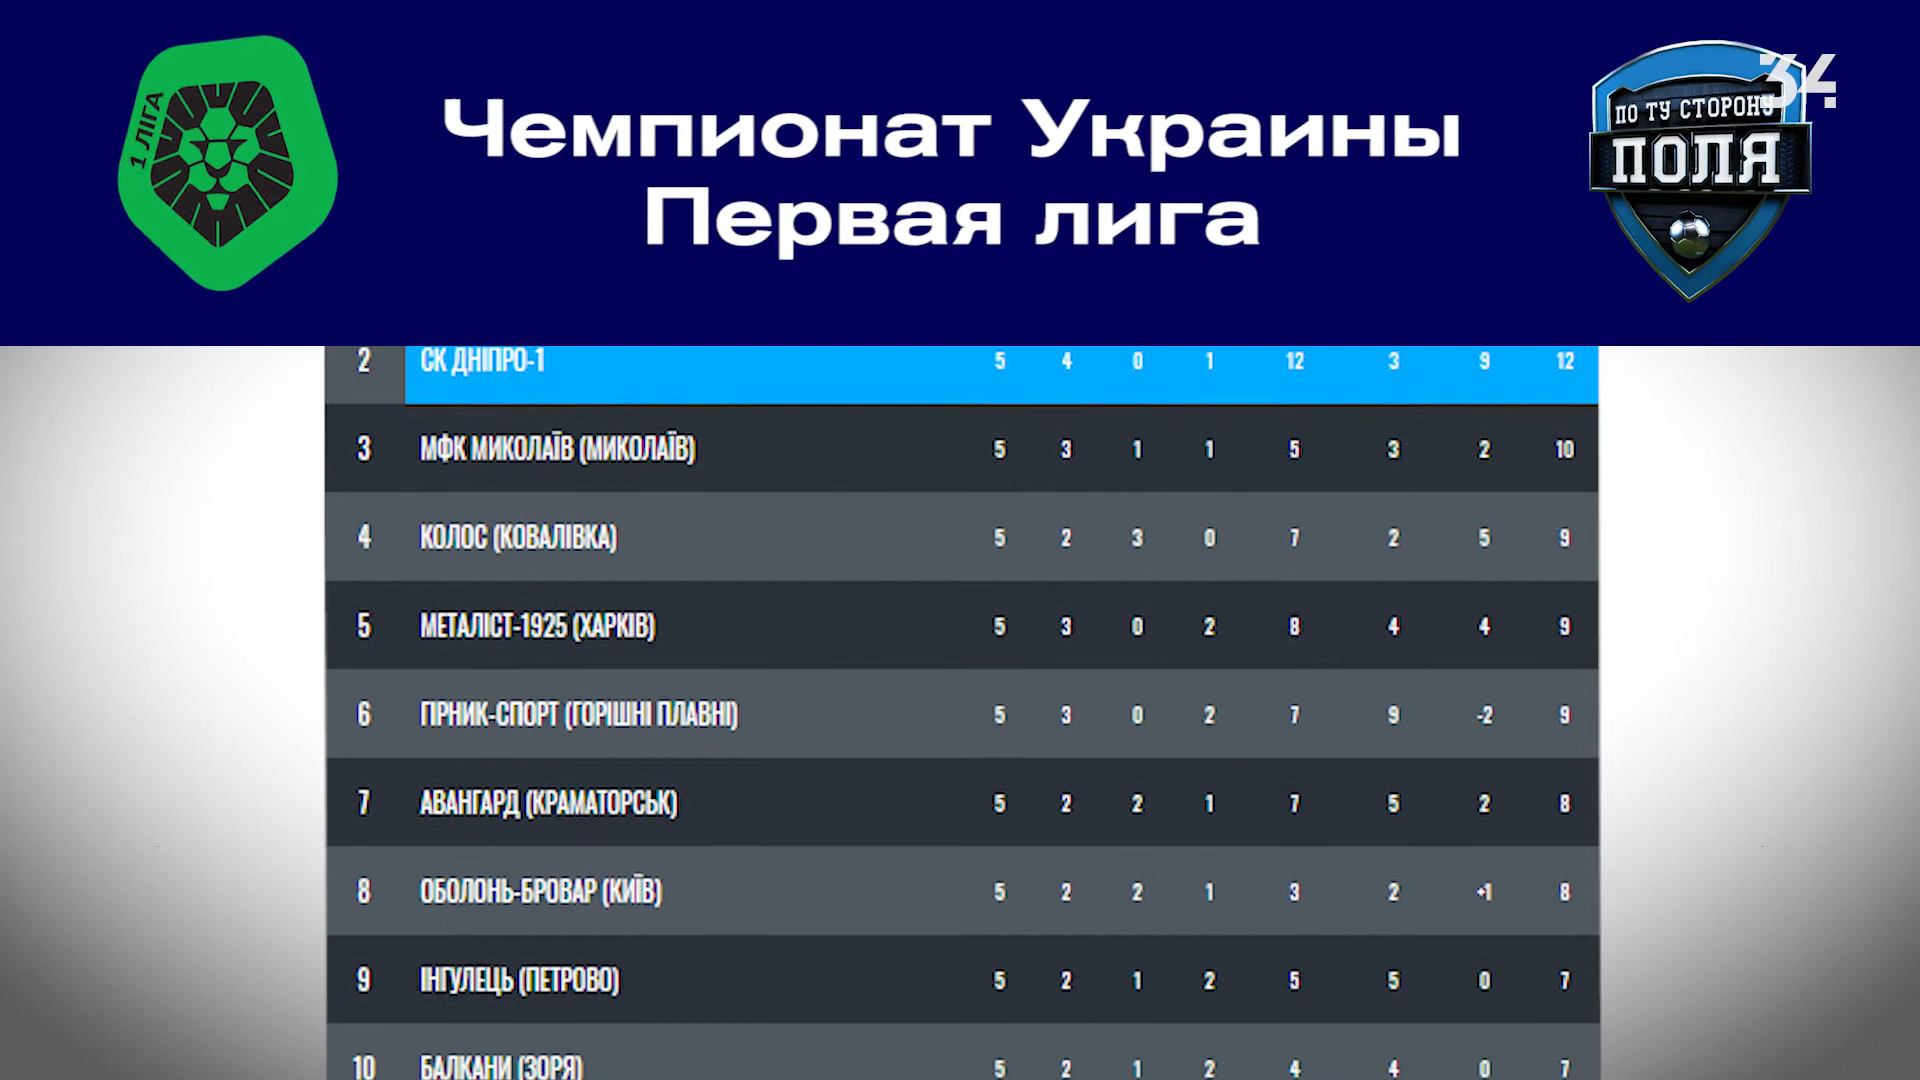 1 ЛІГА
Чемпионат Украины
Первая лига
34
ПО ТУ СТОРОНУ
ПОЛЯ
2 СК ДНІПРО-1 5 4 0 1 12 3 9 12
3 МФК МИКОЛАЇВ (МИКОЛАЇВ) 5 3 1 1 5 3 2 10
4 КОЛОС (КОВАЛІВКА) 5 2 3 0 7 2 5 9
5 МЕТАЛІСТ-1925 (ХАРКІВ) 5 3 0 2 8 4 4 9
6 ГІРНИК-СПОРТ (ГОРІШНІ ПЛАВНІ) 5 3 0 2 7 9 -2 9
7 АВАНГАРД (КРАМАТОРСЬК) 5 2 2 1 7 5 2 8
8 ОБОЛОНЬ-БРОВАР (КИЇВ) 5 2 2 1 3 2 +1 8
9 ІНГУЛЕЦЬ (ПЕТРОВО) 5 2 1 2 5 5 0 7
10 БАЛКАНИ (ЗОРЯ) 5 2 1 2 4 4 0 7